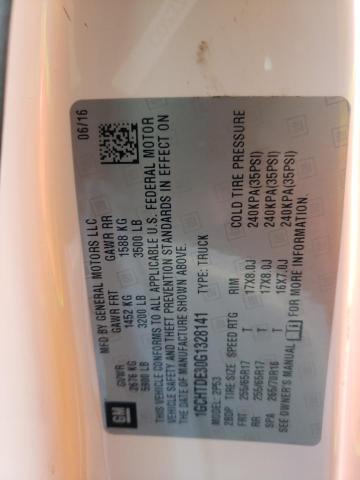 06/16
MFD BY GENERAL MOTORS LLC
GVWR GAWR FRT GAWR RR
2676 KG 1452 KG 1588 KG
5900 LB 3200 LB 3500 LB
THIS VEHICLE CONFORMS TO ALL APPLICABLE U.S. FEDERAL MOTOR
VEHICLE SAFETY AND THEFT PREVENTION STANDARDS IN EFFECT ON
THE DATE OF MANUFACTURE SHOWN ABOVE.
1GCHTDE30G1328141 TYPE: TRUCK
GM
MODEL: 2P53
2BDP TIRE SIZE SPEED RTG RIM COLD TIRE PRESSURE
FRT 255/65R17 T 17X8.0J 240KPA(35PSI)
RR 255/65R17 T 17X8.0J 240KPA(35PSI)
SPA 265/70R16 T 16X7.0J 240KPA(35PSI)
SEE OWNER'S MANUAL FOR MORE INFORMATION.